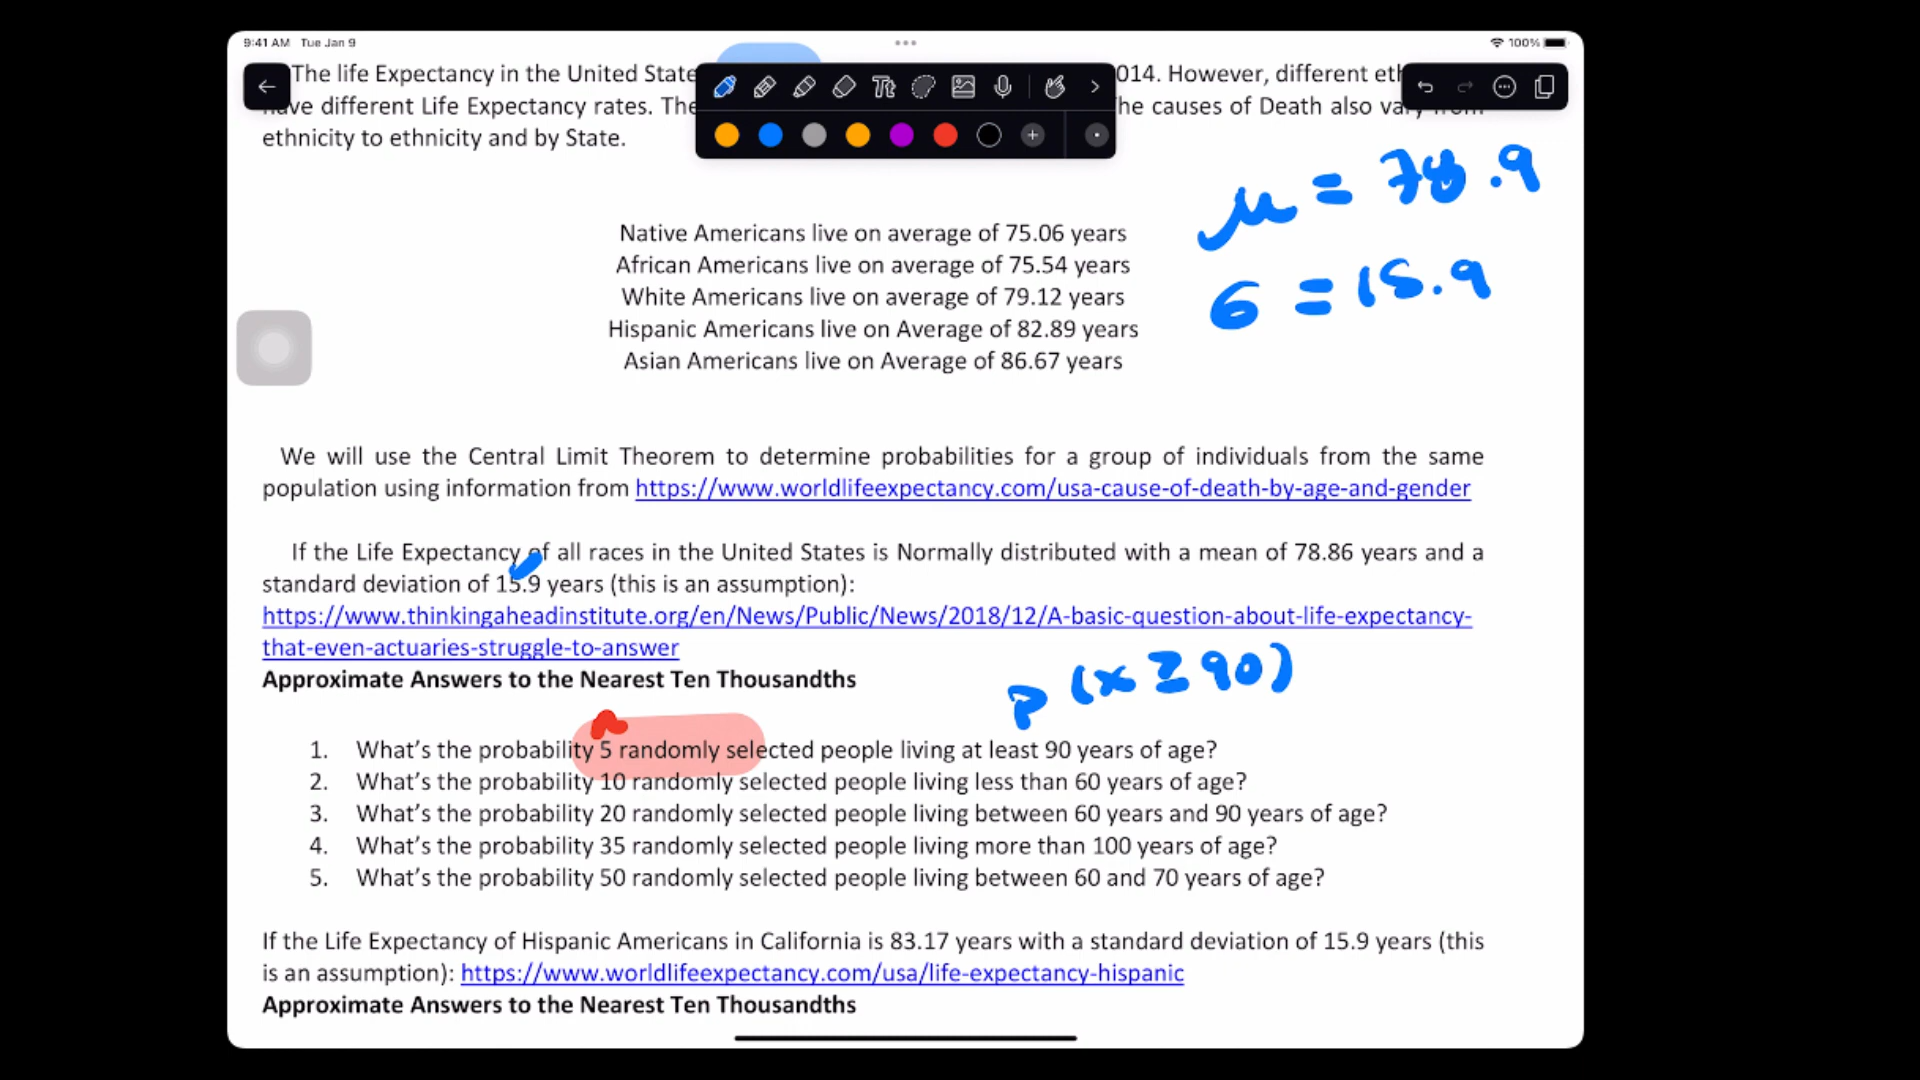 9:41 AM Tue Jan 9
100%
The life Expectancy in the United State 014. However, different et
have different Life Expectancy rates. The he causes of Death also vary from
ethnicity to ethnicity and by State.
μ = 78.9
Native Americans live on average of 75.06 years
African Americans live on average of 75.54 years
White Americans live on average of 79.12 years
σ = 15.9
Hispanic Americans live on Average of 82.89 years
Asian Americans live on Average of 86.67 years
We will use the Central Limit Theorem to determine probabilities for a group of individuals from the same
population using information from https://www.worldlifeexpectancy.com/usa-cause-of-death-by-age-and-gender
If the Life Expectancy of all races in the United States is Normally distributed with a mean of 78.86 years and a
standard deviation of 15.9 years (this is an assumption):
https://www.thinkingaheadinstitute.org/en/News/Public/News/2018/12/A-basic-question-about-life-expectancy-
that-even-actuaries-struggle-to-answer
Approximate Answers to the Nearest Ten Thousandths
P (x ≥ 90)
1. What's the probability 5 randomly selected people living at least 90 years of age?
2. What's the probability 10 randomly selected people living less than 60 years of age?
3. What's the probability 20 randomly selected people living between 60 years and 90 years of age?
4. What's the probability 35 randomly selected people living more than 100 years of age?
5. What's the probability 50 randomly selected people living between 60 and 70 years of age?
If the Life Expectancy of Hispanic Americans in California is 83.17 years with a standard deviation of 15.9 years (this
is an assumption): https://www.worldlifeexpectancy.com/usa/life-expectancy-hispanic
Approximate Answers to the Nearest Ten Thousandths